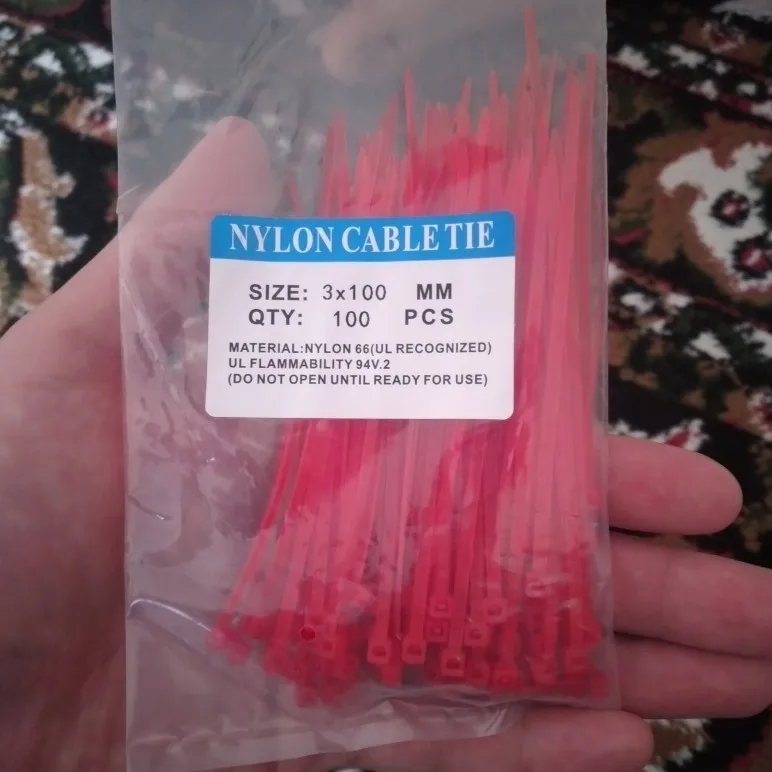 NYLON CABLE TIE
SIZE: 3x100 MM
QTY: 100 PCS
MATERIAL:NYLON 66(UL RECOGNIZED)
UL FLAMMABILITY 94V.2
(DO NOT OPEN UNTIL READY FOR USE)